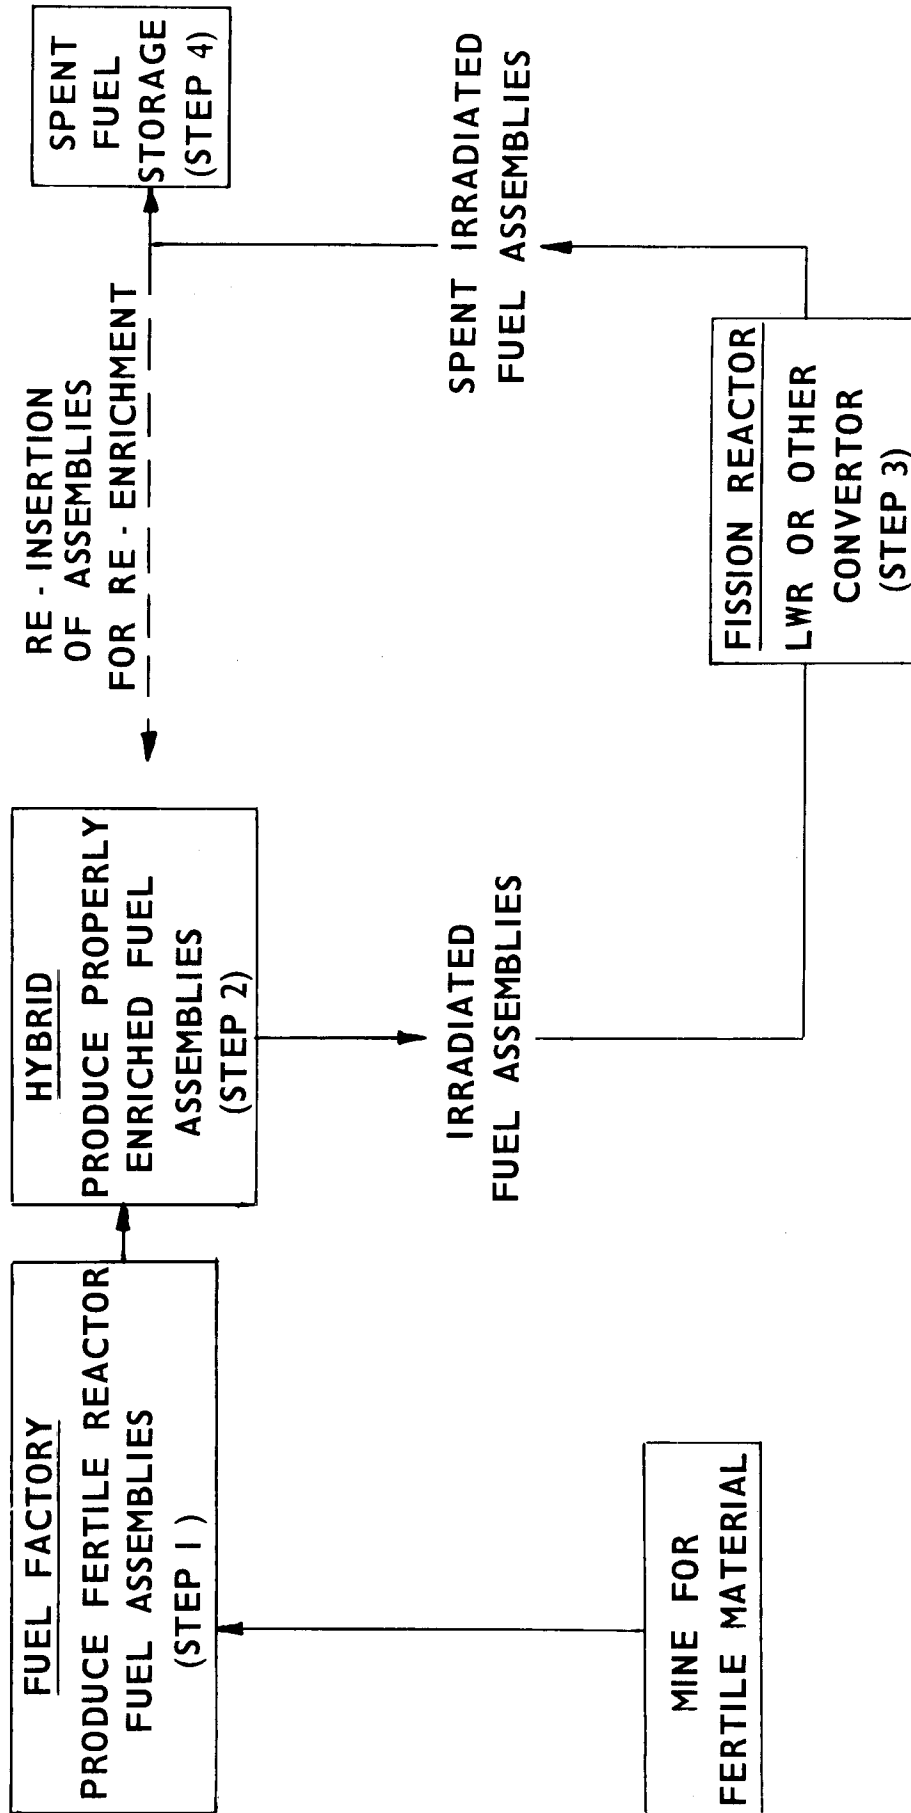 FUEL FACTORY
PRODUCE FERTILE REACTOR
FUEL ASSEMBLIES
(STEP 1)
HYBRID
PRODUCE PROPERLY
ENRICHED FUEL
ASSEMBLIES
(STEP 2)
RE - INSERTION
OF ASSEMBLIES
FOR RE - ENRICHMENT
SPENT
FUEL
STORAGE
(STEP 4)
IRRADIATED
FUEL ASSEMBLIES
SPENT IRRADIATED
FUEL ASSEMBLIES
MINE FOR
FERTILE MATERIAL
FISSION REACTOR
LWR OR OTHER
CONVERTOR
(STEP 3)